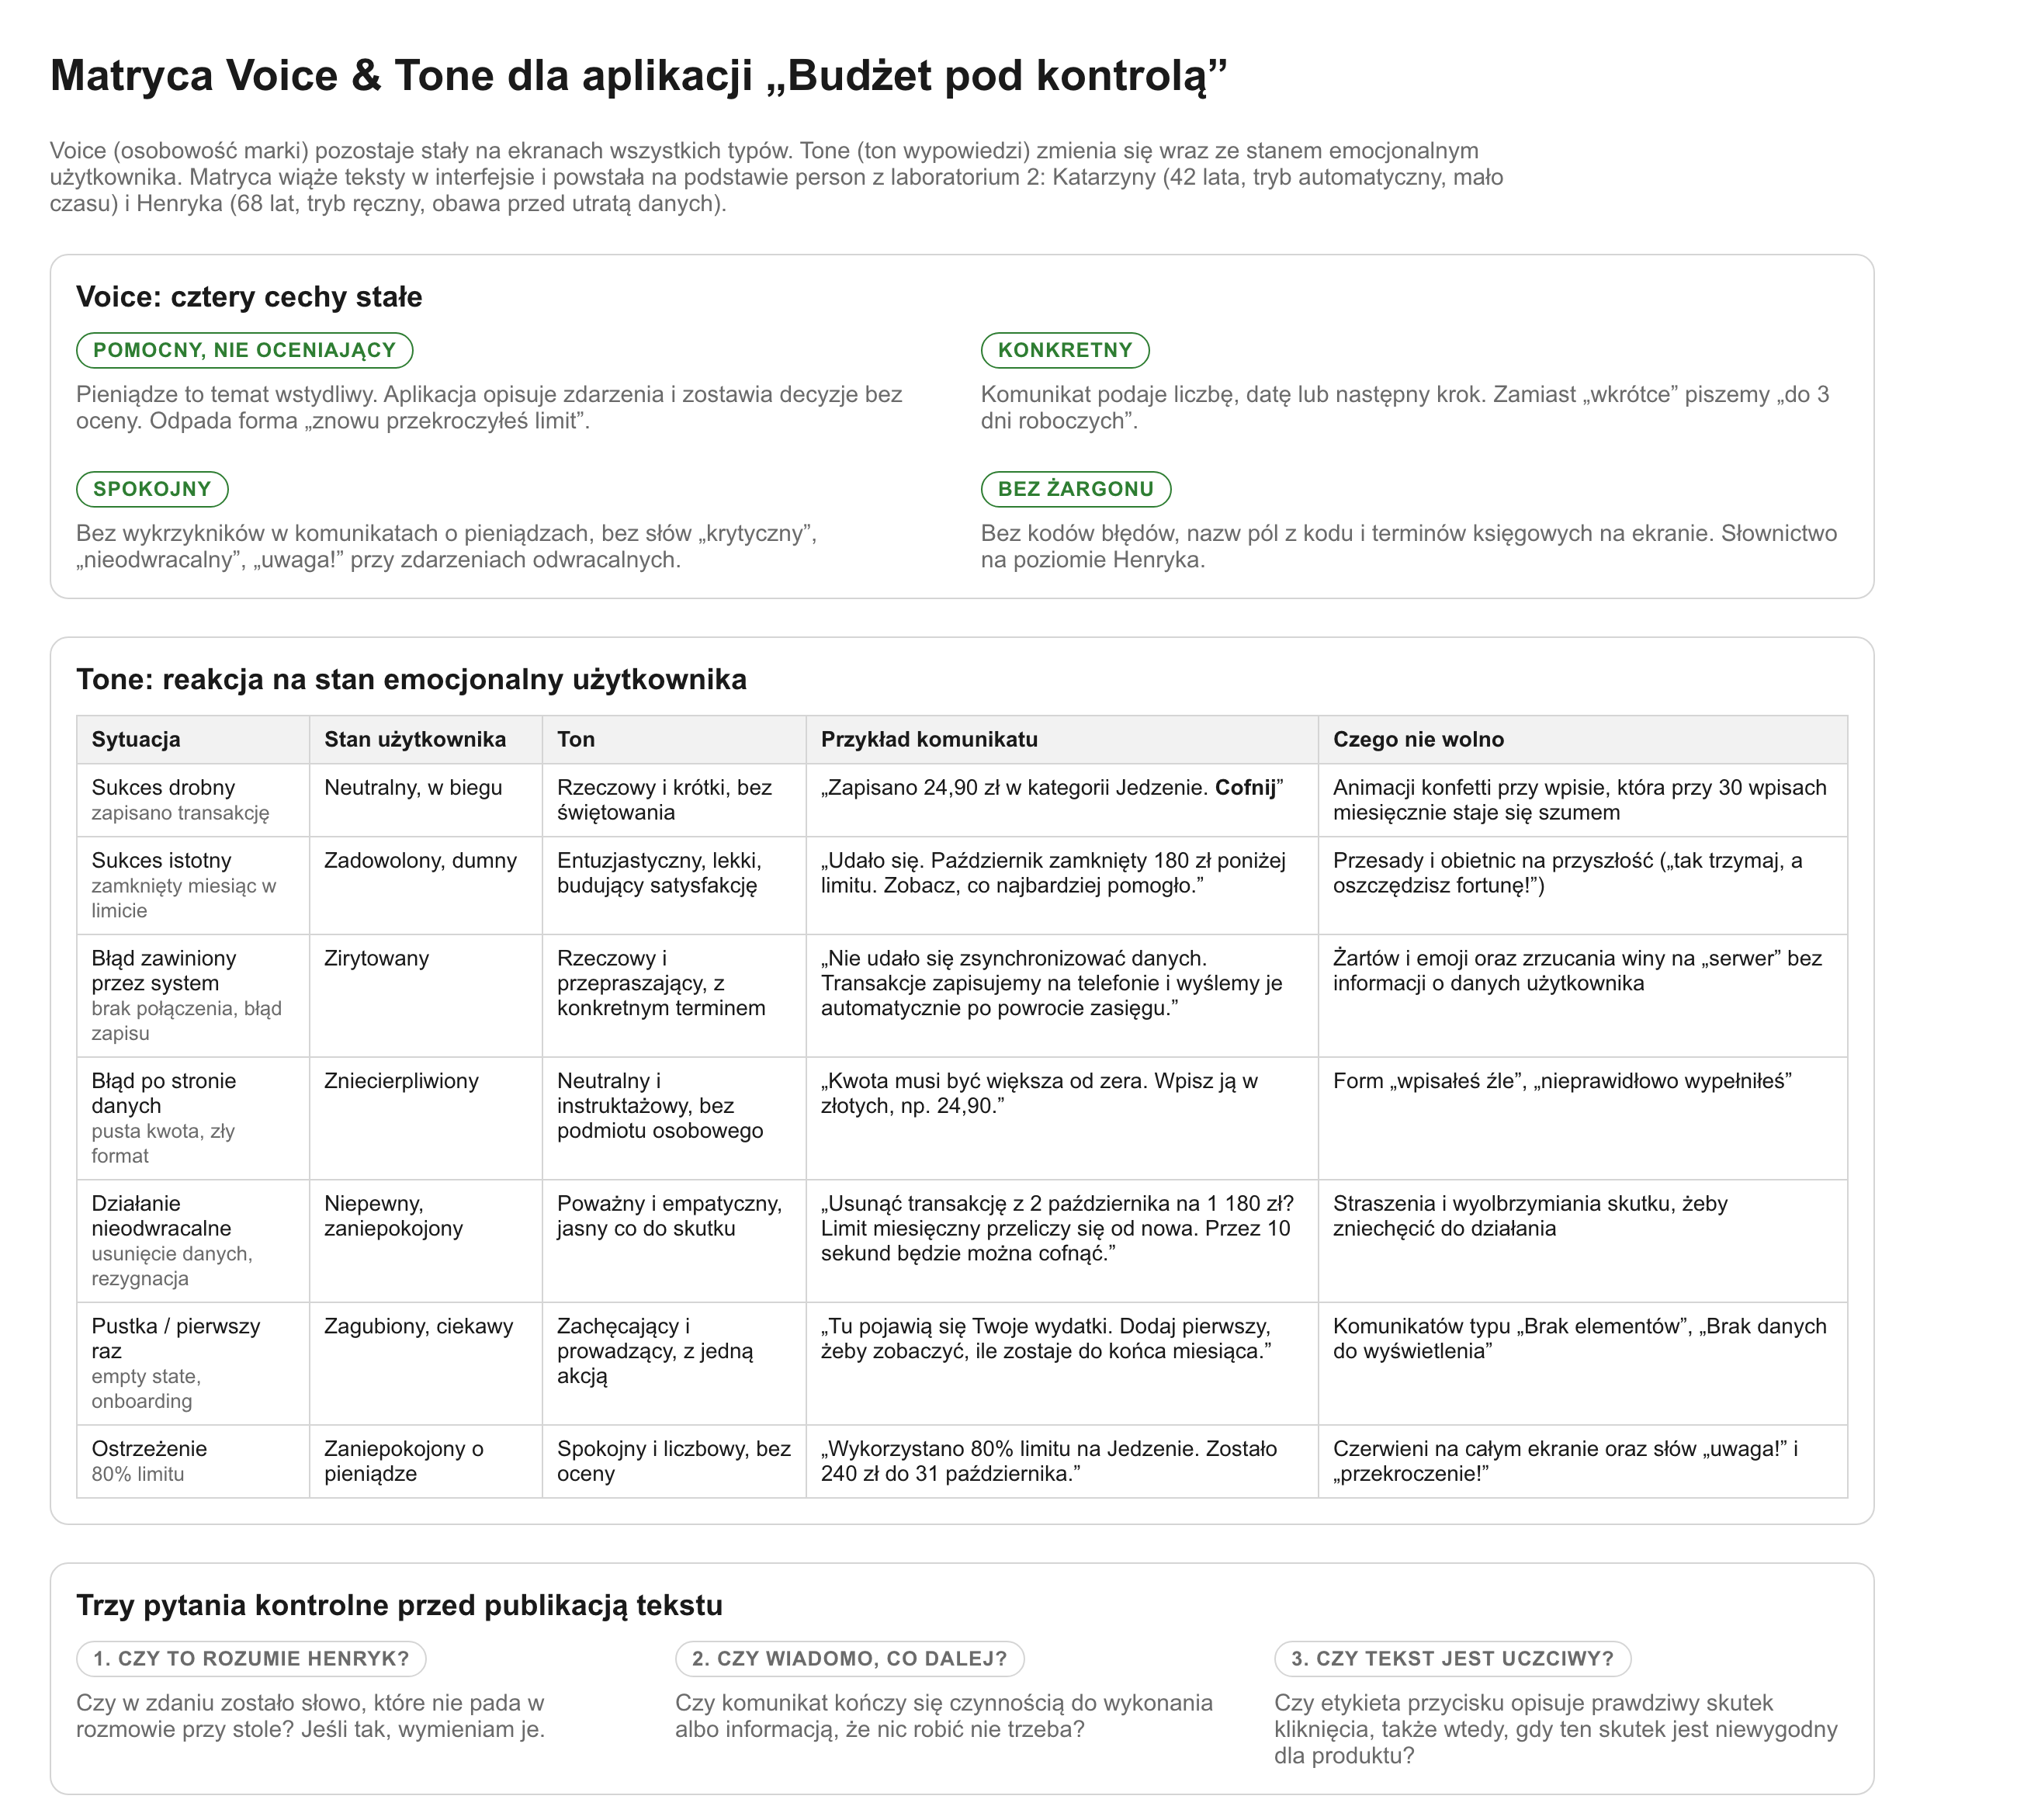 Matryca Voice & Tone dla aplikacji „Budżet pod kontrolą”
Voice (osobowość marki) pozostaje stały na ekranach wszystkich typów. Tone (ton wypowiedzi) zmienia się wraz ze stanem emocjonalnym
użytkownika. Matryca wiąże teksty w interfejsie i powstała na podstawie person z laboratorium 2: Katarzyny (42 lata, tryb automatyczny, mało
czasu) i Henryka (68 lat, tryb ręczny, obawa przed utratą danych).
Voice: cztery cechy stałe
POMOCNY, NIE OCENIAJĄCY
Pieniądze to temat wstydliwy. Aplikacja opisuje zdarzenia i zostawia decyzje bez
oceny. Odpada forma „znowu przekroczyłeś limit”.
KONKRETNY
Komunikat podaje liczbę, datę lub następny krok. Zamiast „wkrótce” piszemy „do 3
dni roboczych”.
SPOKOJNY
Bez wykrzykników w komunikatach o pieniądzach, bez słów „krytyczny”,
„nieodwracalny”, „uwaga!” przy zdarzeniach odwracalnych.
BEZ ŻARGONU
Bez kodów błędów, nazw pól z kodu i terminów księgowych na ekranie. Słownictwo
na poziomie Henryka.
Tone: reakcja na stan emocjonalny użytkownika
Sytuacja
Stan użytkownika
Ton
Przykład komunikatu
Czego nie wolno
Sukces drobny
zapisano transakcję
Neutralny, w biegu
Rzeczowy i krótki, bez
świętowania
„Zapisano 24,90 zł w kategorii Jedzenie. Cofnij”
Animacji konfetti przy wpisie, która przy 30 wpisach
miesięcznie staje się szumem
Sukces istotny
zamknięty miesiąc w
limicie
Zadowolony, dumny
Entuzjastyczny, lekki,
budujący satysfakcję
„Udało się. Październik zamknięty 180 zł poniżej
limitu. Zobacz, co najbardziej pomogło.”
Przesady i obietnic na przyszłość („tak trzymaj, a
oszczędzisz fortunę!”)
Błąd zawiniony
przez system
brak połączenia, błąd
zapisu
Zirytowany
Rzeczowy i
przepraszający, z
konkretnym terminem
„Nie udało się zsynchronizować danych.
Transakcje zapisujemy na telefonie i wyślemy je
automatycznie po powrocie zasięgu.”
Żartów i emoji oraz zrzucania winy na „serwer” bez
informacji o danych użytkownika
Błąd po stronie
danych
pusta kwota, zły
format
Zniecierpliwiony
Neutralny i
instruktażowy, bez
podmiotu osobowego
„Kwota musi być większa od zera. Wpisz ją w
złotych, np. 24,90.”
Form „wpisałeś źle”, „nieprawidłowo wypełniłeś”
Działanie
nieodwracalne
usunięcie danych,
rezygnacja
Niepewny,
zaniepokojony
Poważny i empatyczny,
jasny co do skutku
„Usunąć transakcję z 2 października na 1 180 zł?
Limit miesięczny przeliczy się od nowa. Przez 10
sekund będzie można cofnąć.”
Straszenia i wyolbrzymiania skutku, żeby
zniechęcić do działania
Pustka / pierwszy
raz
empty state,
onboarding
Zagubiony, ciekawy
Zachęcający i
prowadzący, z jedną
akcją
„Tu pojawią się Twoje wydatki. Dodaj pierwszy,
żeby zobaczyć, ile zostaje do końca miesiąca.”
Komunikatów typu „Brak elementów”, „Brak danych
do wyświetlenia”
Ostrzeżenie
80% limitu
Zaniepokojony o
pieniądze
Spokojny i liczbowy, bez
oceny
„Wykorzystano 80% limitu na Jedzenie. Zostało
240 zł do 31 października.”
Czerwieni na całym ekranie oraz słów „uwaga!” i
„przekroczenie!”
Trzy pytania kontrolne przed publikacją tekstu
1. CZY TO ROZUMIE HENRYK?
Czy w zdaniu zostało słowo, które nie pada w
rozmowie przy stole? Jeśli tak, wymieniam je.
2. CZY WIADOMO, CO DALEJ?
Czy komunikat kończy się czynnością do wykonania
albo informacją, że nic robić nie trzeba?
3. CZY TEKST JEST UCZCIWY?
Czy etykieta przycisku opisuje prawdziwy skutek
kliknięcia, także wtedy, gdy ten skutek jest niewygodny
dla produktu?